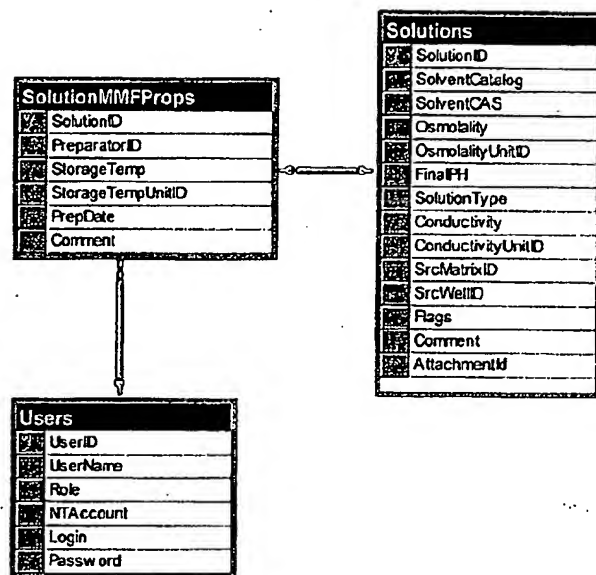 Solutions
SolutionID
SolventCatalog
SolventCAS
Osmolality
OsmolalityUnitID
FinalPH
SolutionType
Conductivity
ConductivityUnitID
SrcMatrixID
SrcWellID
Flags
Comment
AttachmentId
SolutionMMFProps
SolutionID
PreparatorID
StorageTemp
StorageTempUnitID
PrepDate
Comment
Users
UserID
UserName
Role
NTAccount
Login
Password